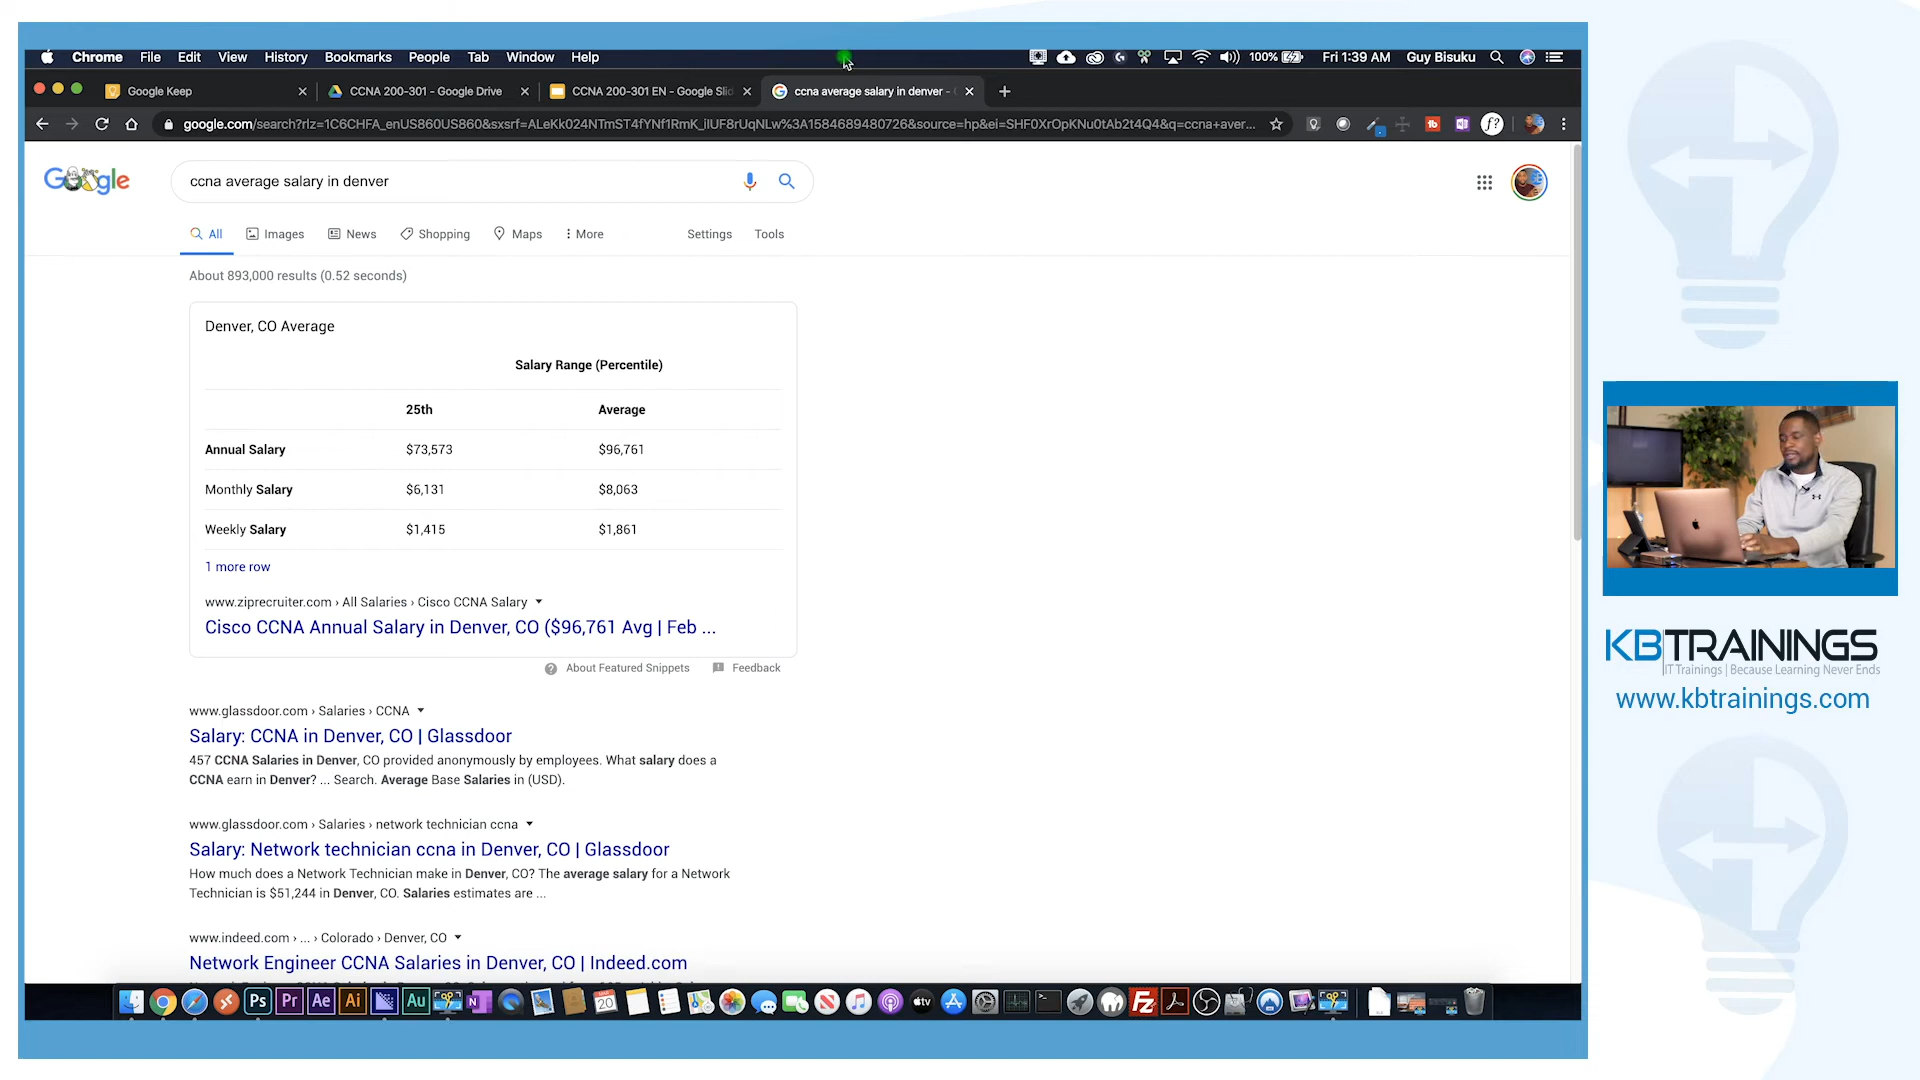 Chrome File Edit View History Bookmarks People Tab Window Help 100% Fri 1:39 AM Guy Bisuku
Google Keep CCNA 200-301 - Google Drive CCNA 200-301 EN - Google Slid ccna average salary in denver -
google.com/search?rlz=1C6CHFA_enUS860US860&sxsrf=ALeKk024NTmST4fYNf1RmK_ilUF8rUqNLw%3A1584689480726&source=hp&ei=SHF0XrOpKNu0tAb2t4Q4&q=ccna+aver...
Google
ccna average salary in denver
All Images News Shopping Maps More Settings Tools
About 893,000 results (0.52 seconds)
Denver, CO Average
Salary Range (Percentile)
25th Average
Annual Salary $73,573 $96,761
Monthly Salary $6,131 $8,063
Weekly Salary $1,415 $1,861
1 more row
www.ziprecruiter.com › All Salaries › Cisco CCNA Salary
Cisco CCNA Annual Salary in Denver, CO ($96,761 Avg | Feb ...
About Featured Snippets Feedback
www.glassdoor.com › Salaries › CCNA
Salary: CCNA in Denver, CO | Glassdoor
457 CCNA Salaries in Denver, CO provided anonymously by employees. What salary does a
CCNA earn in Denver? ... Search. Average Base Salaries in (USD).
www.glassdoor.com › Salaries › network technician ccna
Salary: Network technician ccna in Denver, CO | Glassdoor
How much does a Network Technician make in Denver, CO? The average salary for a Network
Technician is $51,244 in Denver, CO. Salaries estimates are ...
www.indeed.com › ... › Colorado › Denver, CO
Network Engineer CCNA Salaries in Denver, CO | Indeed.com
Ps Pr Ae Ai Au N 20 tv Fz
KBTRAININGS
IT Trainings | Because Learning Never Ends
www.kbtrainings.com